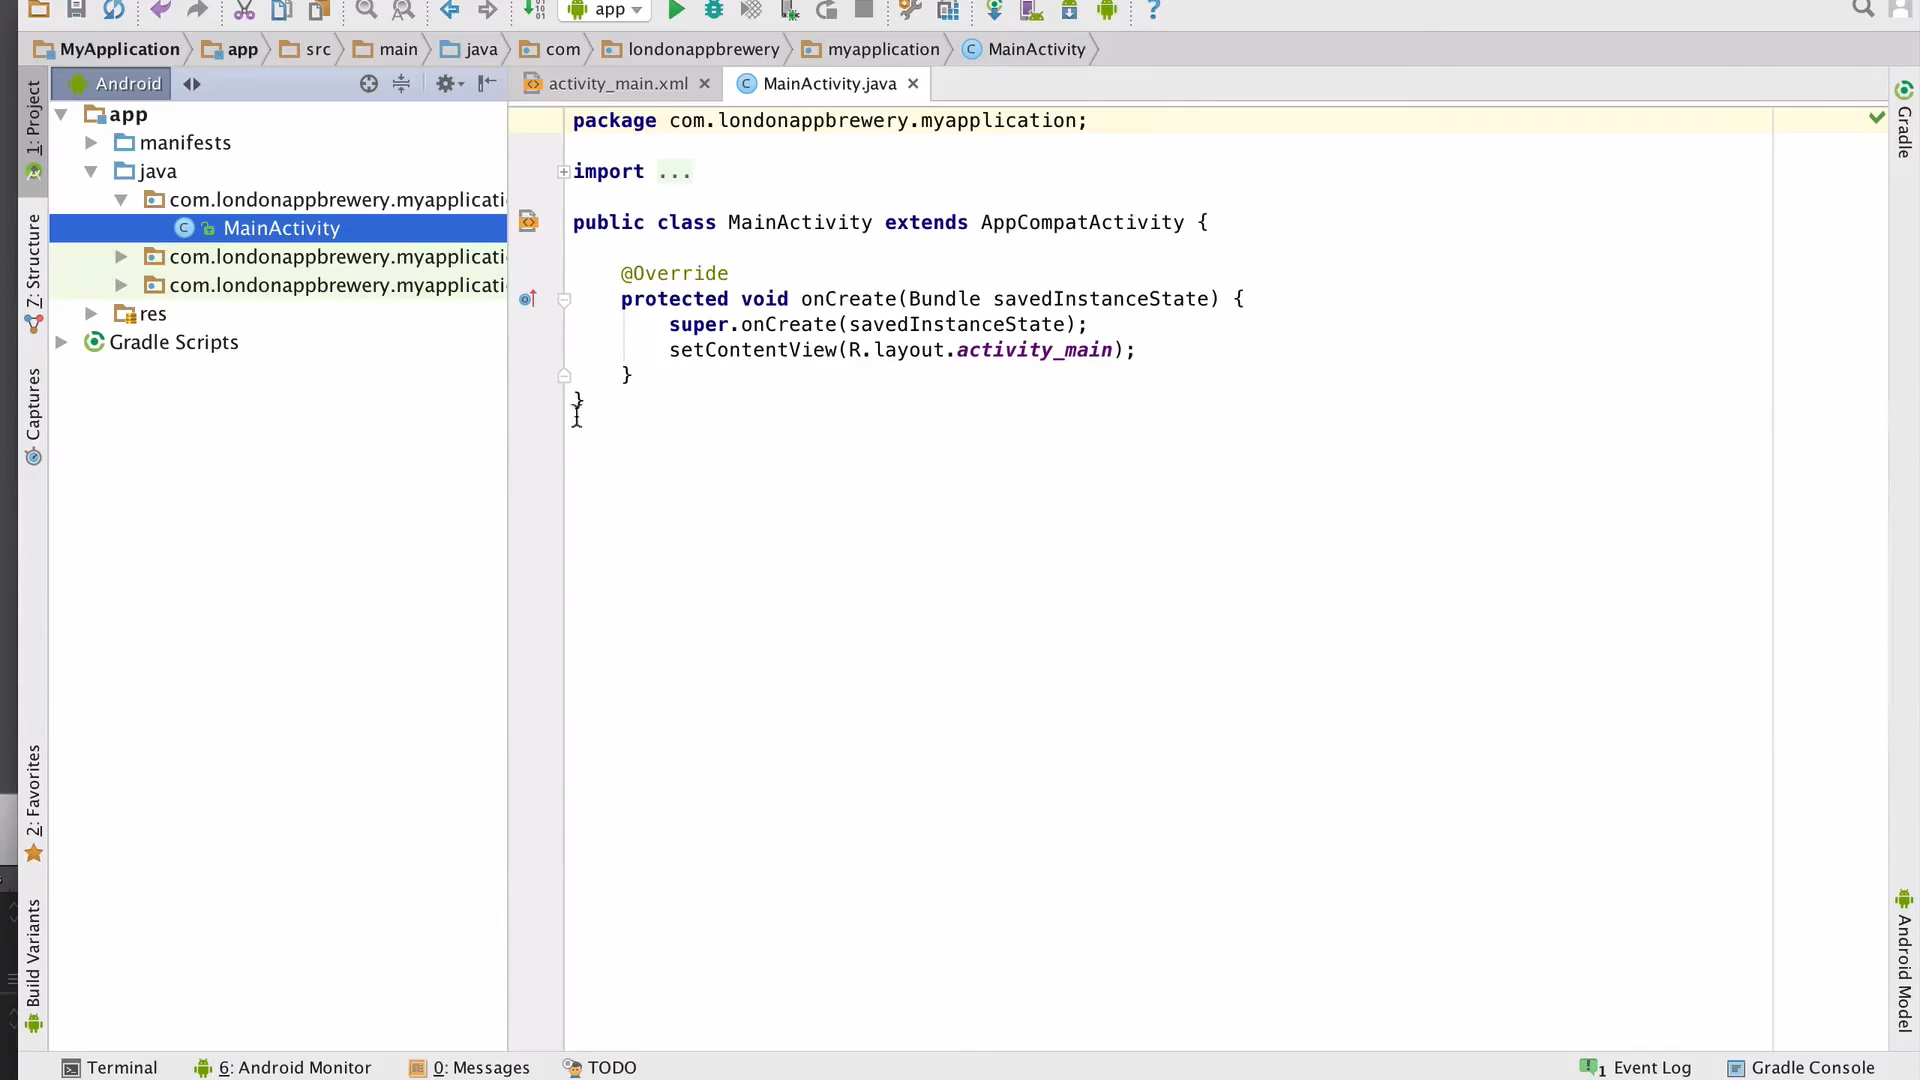 app
?
MyApplication app src main java com londonappbrewery myapplication C MainActivity
Android
activity_main.xml
C MainActivity.java
1: Project
Z: Structure
Captures
2: Favorites
Build Variants
app
manifests
java
com.londonappbrewery.myapplicati
C MainActivity
com.londonappbrewery.myapplicati
com.londonappbrewery.myapplicati
res
Gradle Scripts
package com.londonappbrewery.myapplication;
import ...
public class MainActivity extends AppCompatActivity {
@Override
protected void onCreate(Bundle savedInstanceState) {
super.onCreate(savedInstanceState);
setContentView(R.layout.activity_main);
}
}
Gradle
Android Model
Terminal
6: Android Monitor
0: Messages
TODO
1 Event Log
Gradle Console